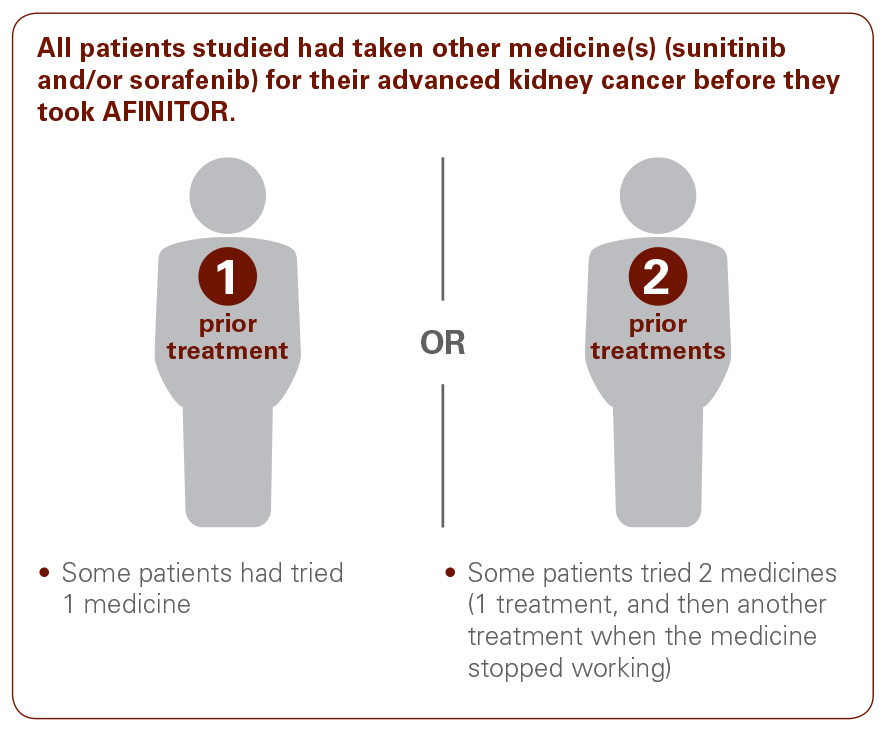 All patients studied had taken other medicine(s) (sunitinib
and/or sorafenib) for their advanced kidney cancer before they
took AFINITOR.
1
prior
treatment
OR
2
prior
treatments
• Some patients had tried
1 medicine
• Some patients tried 2 medicines
(1 treatment, and then another
treatment when the medicine
stopped working)